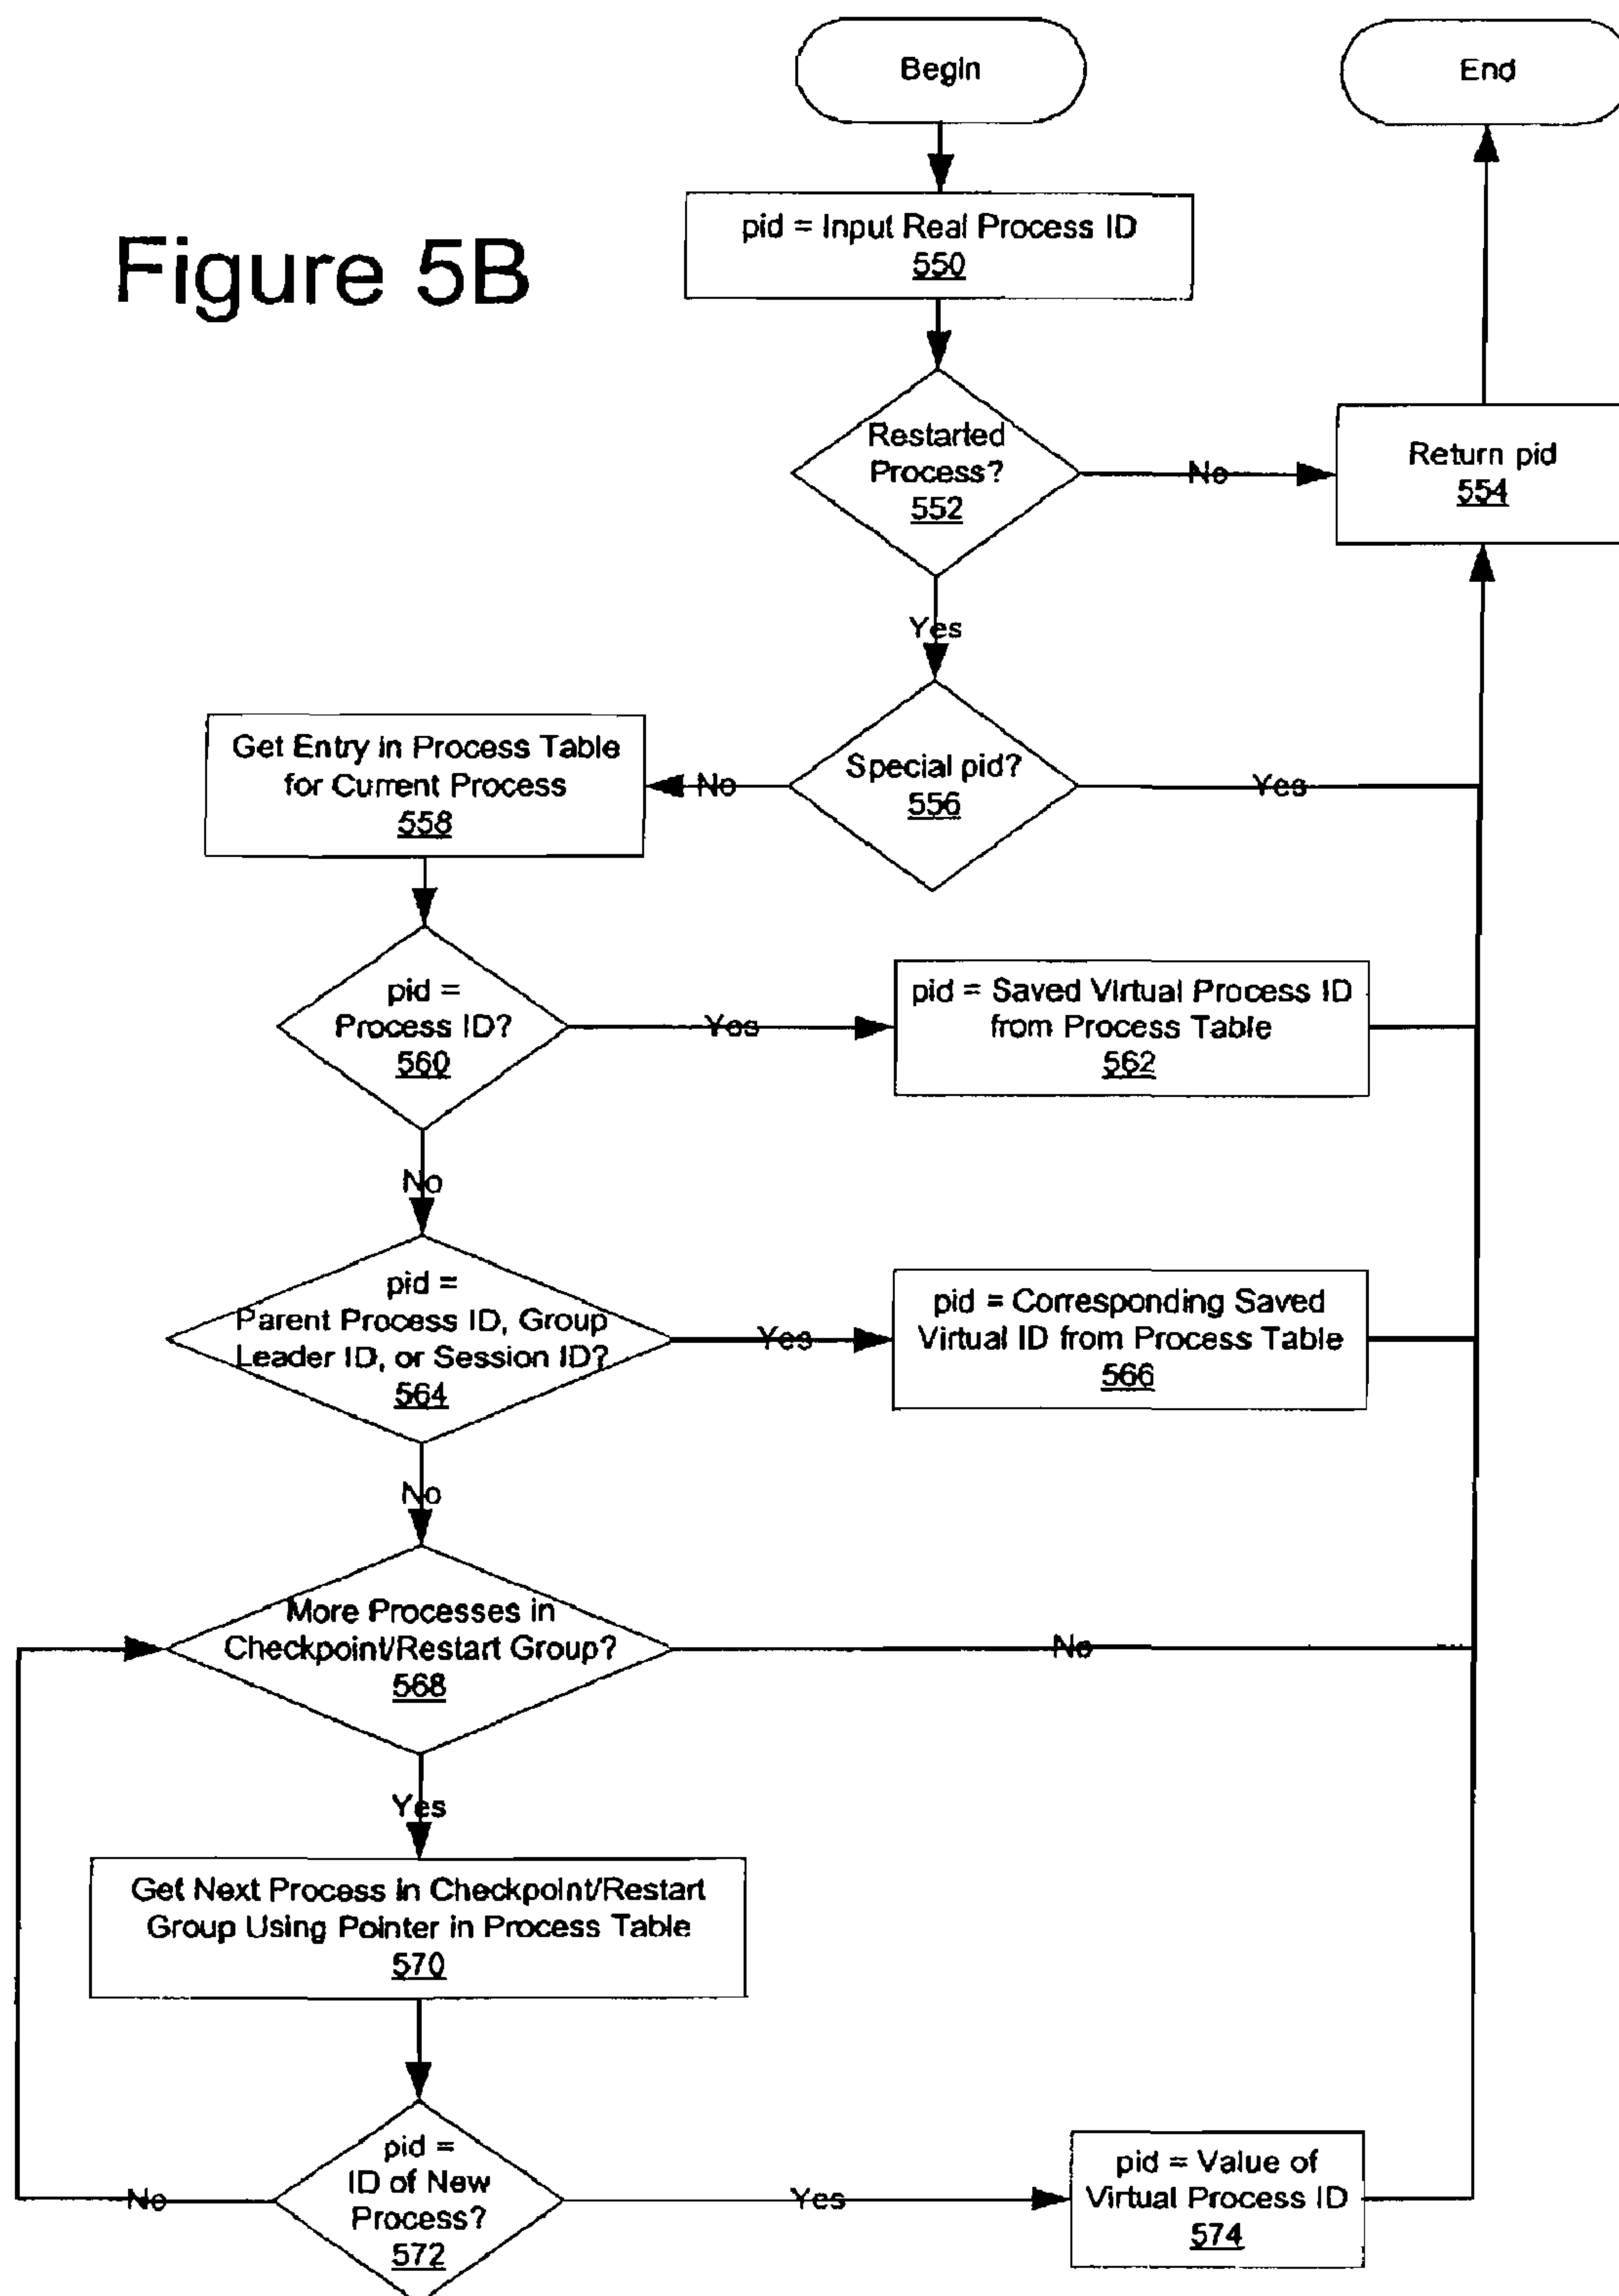 Begin
End
Figure 5B
pid = Input Real Process ID
550
Restarted
Process?
552
No
Return pid
554
Yes
Get Entry in Process Table
for Current Process
558
No
Special pid?
556
Yes
pid =
Process ID?
560
Yes
pid = Saved Virtual Process ID
from Process Table
562
No
pid =
Parent Process ID, Group
Leader ID, or Session ID?
564
Yes
pid = Corresponding Saved
Virtual ID from Process Table
566
No
More Processes in
Checkpoint/Restart Group?
568
No
Yes
Get Next Process in Checkpoint/Restart
Group Using Pointer in Process Table
570
pid =
ID of New
Process?
572
No
Yes
pid = Value of
Virtual Process ID
574